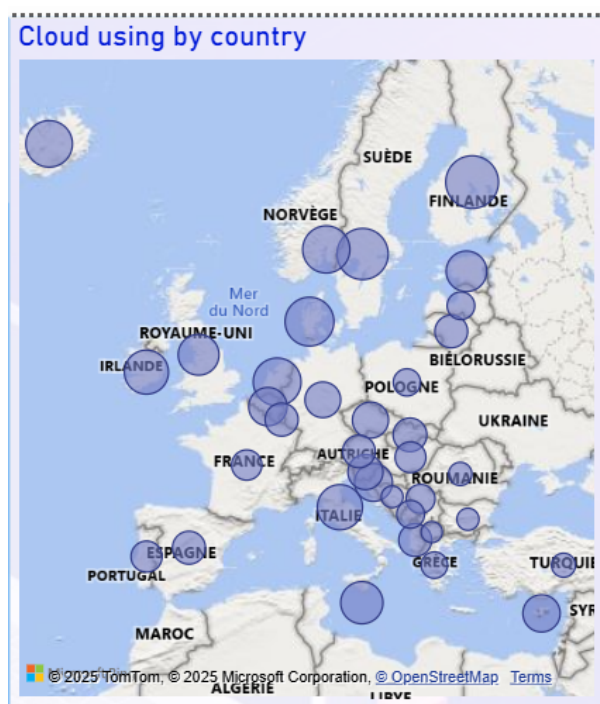 Cloud using by country
SUÈDE
FINLANDE
NORVÈGE
Mer
du Nord
ROYAUME-UNI
IRLANDE
BIÉLORUSSIE
POLOGNE
UKRAINE
FRANCE
AUTRICHE
ROUMANIE
ITALIE
ESPAGNE
PORTUGAL
GRÈCE
TURQUIE
SYR
MAROC
© 2025 TomTom, © 2025 Microsoft Corporation, © OpenStreetMap Terms
ALGÉRIE
LIBYE